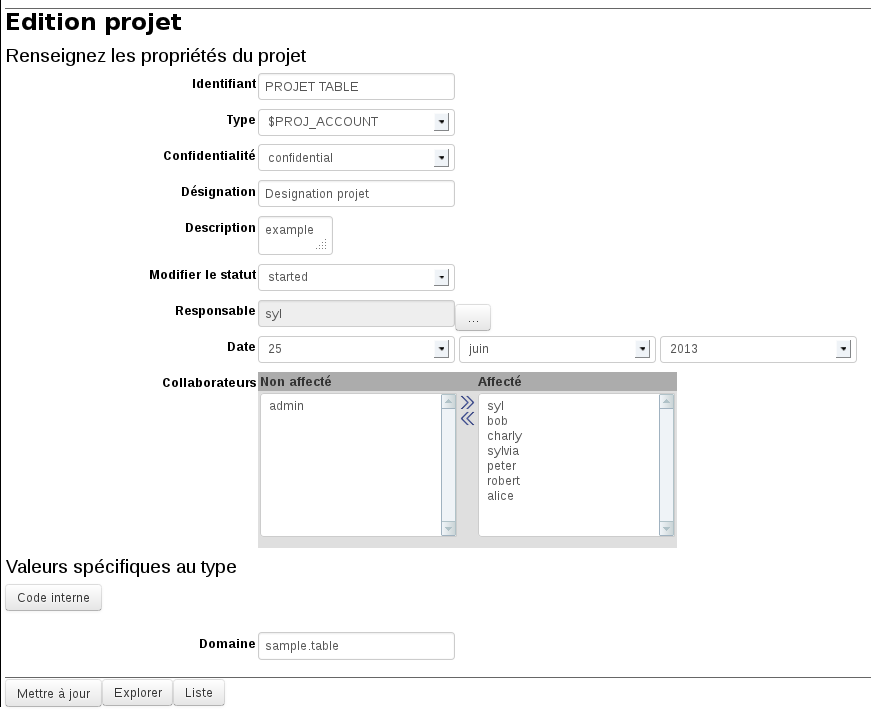 Edition projet
Renseignez les propriétés du projet
Identifiant PROJET TABLE
Type $PROJ_ACCOUNT
Confidentialité confidential
Désignation Designation projet
Description example
Modifier le statut started
Responsable syl ...
Date 25 juin 2013
Collaborateurs Non affecté Affecté
admin syl
bob
charly
sylvia
peter
robert
alice
Valeurs spécifiques au type
Code interne
Domaine sample.table
Mettre à jour Explorer Liste